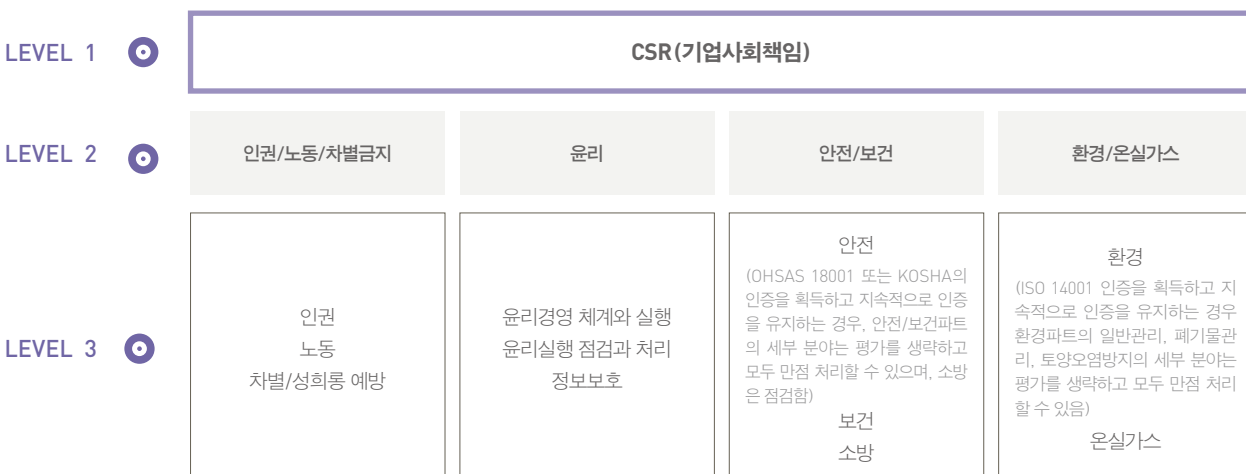 LEVEL 1
CSR(기업사회책임)
LEVEL 2
인권/노동/차별금지
윤리
안전/보건
환경/온실가스
LEVEL 3
인권
노동
차별/성희롱 예방
윤리경영 체계와 실행
윤리실행 점검과 처리
정보보호
안전
(OHSAS 18001 또는 KOSHA의
인증을 획득하고 지속적으로 인증
을 유지하는 경우, 안전/보건파트
의 세부 분야는 평가를 생략하고
모두 만점 처리할 수 있으며, 소방
은 점검함)
보건
소방
환경
(ISO 14001 인증을 획득하고 지
속적으로 인증을 유지하는 경우
환경파트의 일반관리, 폐기물관
리, 토양오염방지의 세부 분야는
평가를 생략하고 모두 만점 처리
할 수 있음)
온실가스